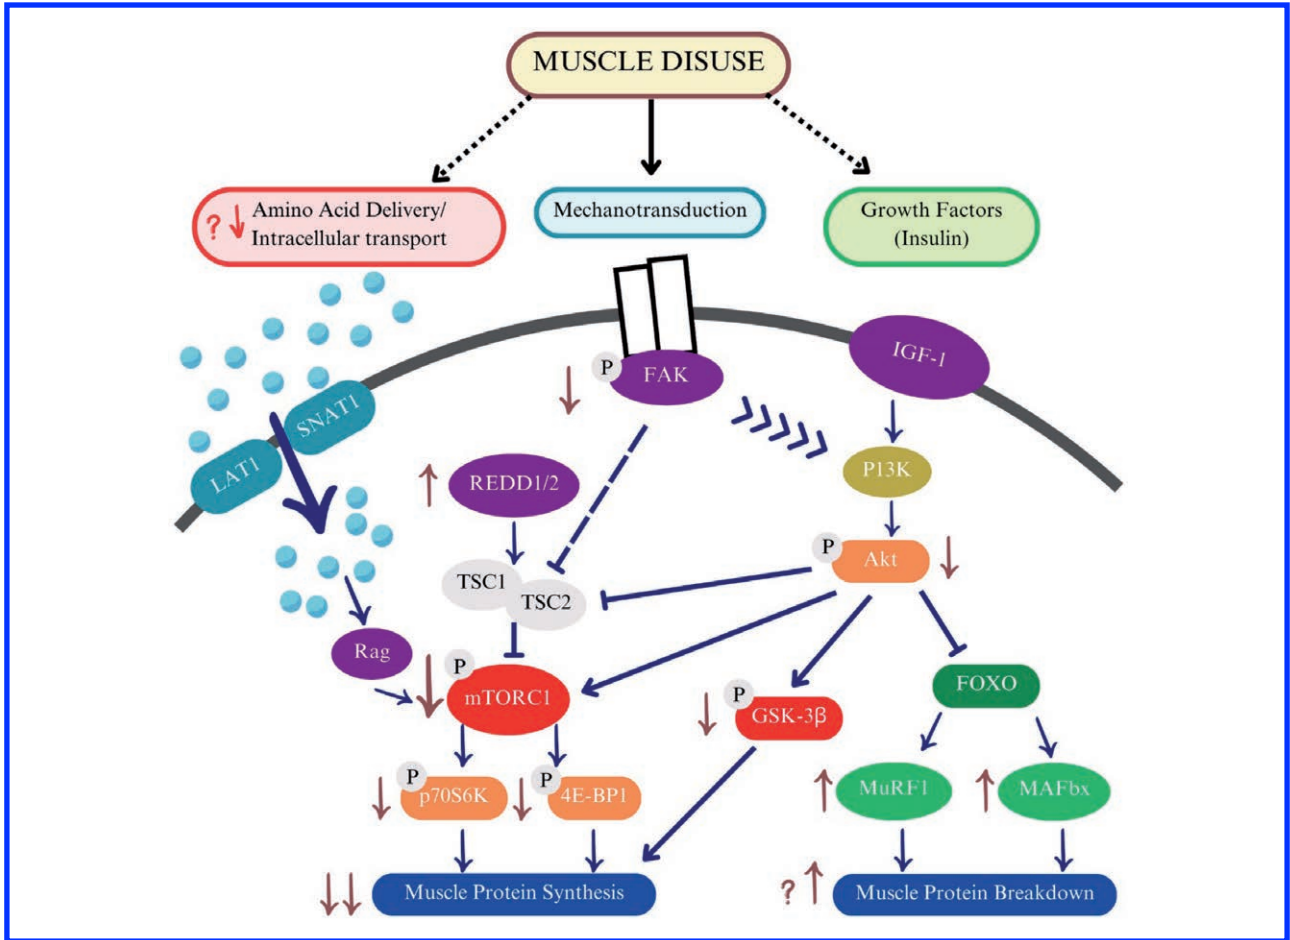 MUSCLE DISUSE
? Amino Acid Delivery/
Intracellular transport
Mechanotransduction
Growth Factors
(Insulin)
IGF-1
P
FAK
SNAT1
LAT1
REDD1/2
P13K
P
Akt
TSC1
TSC2
Rag
P
mTORC1
FOXO
P
GSK-3β
P
p70S6K
P
4E-BP1
MuRF1
MAFbx
Muscle Protein Synthesis
? Muscle Protein Breakdown